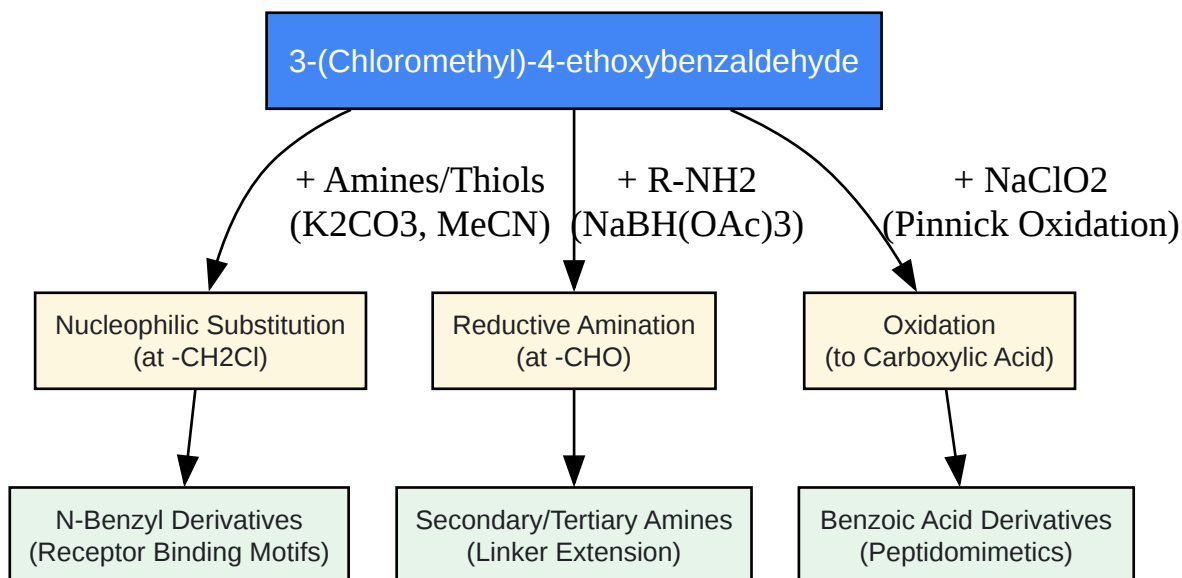 3-(Chloromethyl)-4-ethoxybenzaldehyde
+ Amines/Thiols
(K2CO3, MeCN)
+ R-NH2
(NaBH(OAc)3)
+ NaClO2
(Pinnick Oxidation)
Nucleophilic Substitution
(at -CH2Cl)
Reductive Amination
(at -CHO)
Oxidation
(to Carboxylic Acid)
N-Benzyl Derivatives
(Receptor Binding Motifs)
Secondary/Tertiary Amines
(Linker Extension)
Benzoic Acid Derivatives
(Peptidomimetics)